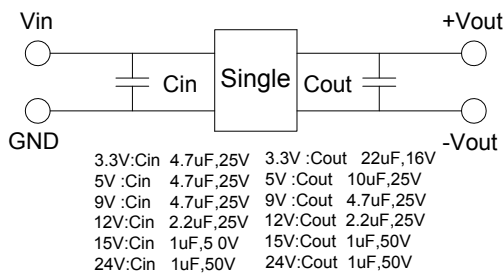 Vin +Vout
Cin Single Cout
GND -Vout
3.3V:Cin 4.7uF,25V 3.3V :Cout 22uF,16V
5V :Cin 4.7uF,25V 5V :Cout 10uF,25V
9V :Cin 4.7uF,25V 9V :Cout 4.7uF,25V
12V:Cin 2.2uF,25V 12V:Cout 2.2uF,25V
15V:Cin 1uF,5 0V 15V:Cout 1uF,50V
24V:Cin 1uF,50V 24V:Cout 1uF,50V